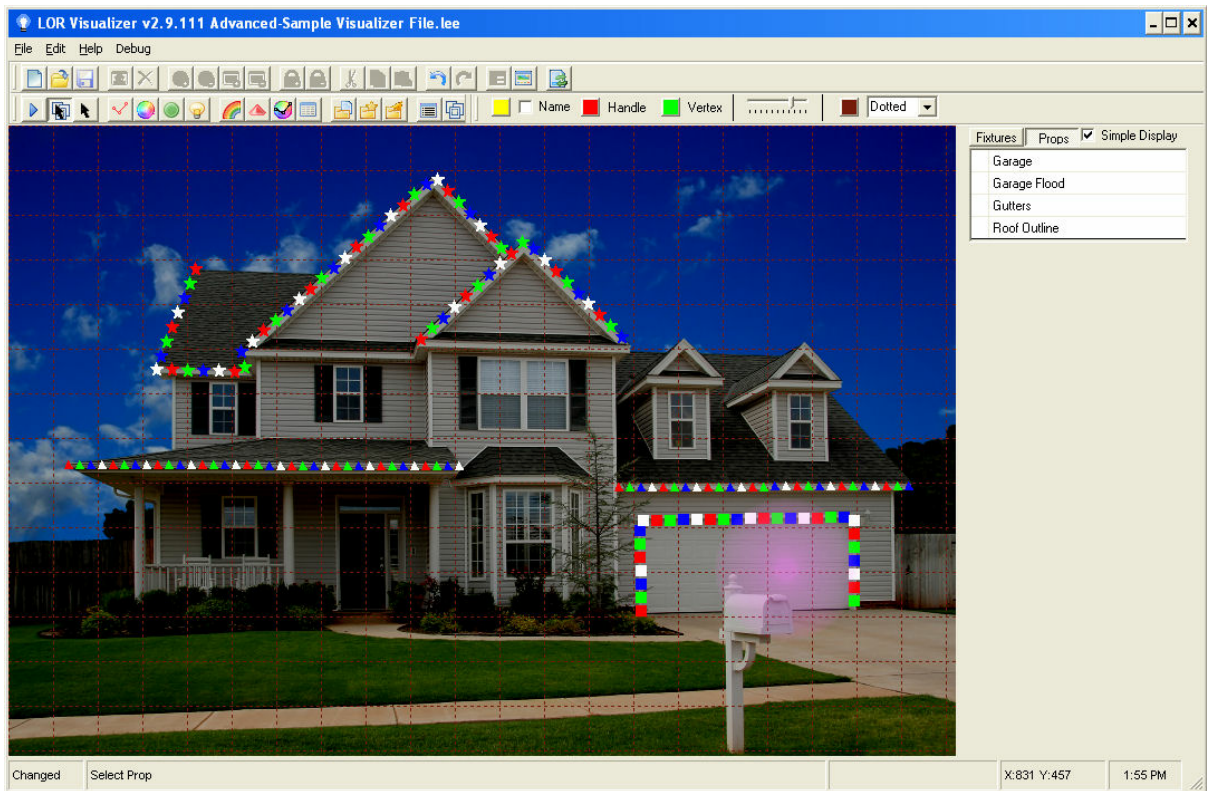 LOR Visualizer v2.9.111 Advanced-Sample Visualizer File.lee
File Edit Help Debug
Name Handle Vertex Dotted
Fixtures Props Simple Display
Garage
Garage Flood
Gutters
Roof Outline
Changed Select Prop X:831 Y:457 1:55 PM